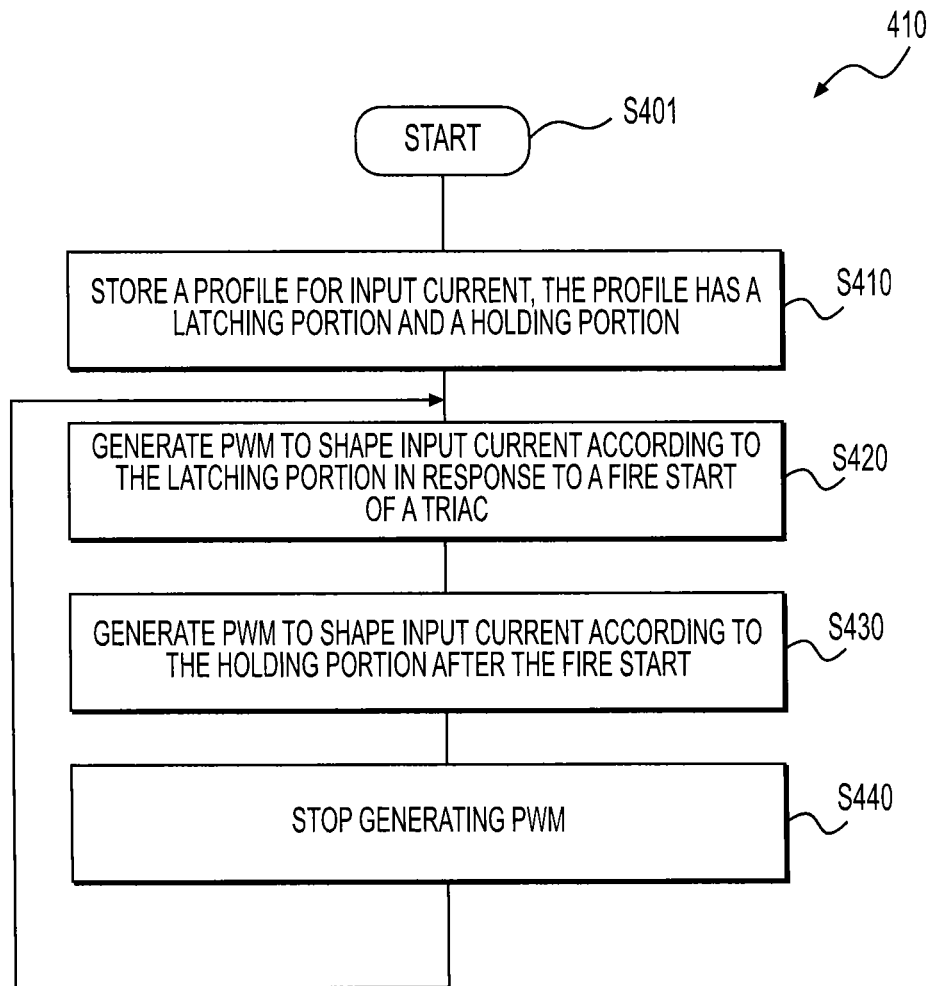 410
START
S401
STORE A PROFILE FOR INPUT CURRENT, THE PROFILE HAS A
LATCHING PORTION AND A HOLDING PORTION
S410
GENERATE PWM TO SHAPE INPUT CURRENT ACCORDING TO
THE LATCHING PORTION IN RESPONSE TO A FIRE START
OF A TRIAC
S420
GENERATE PWM TO SHAPE INPUT CURRENT ACCORDING TO
THE HOLDING PORTION AFTER THE FIRE START
S430
STOP GENERATING PWM
S440